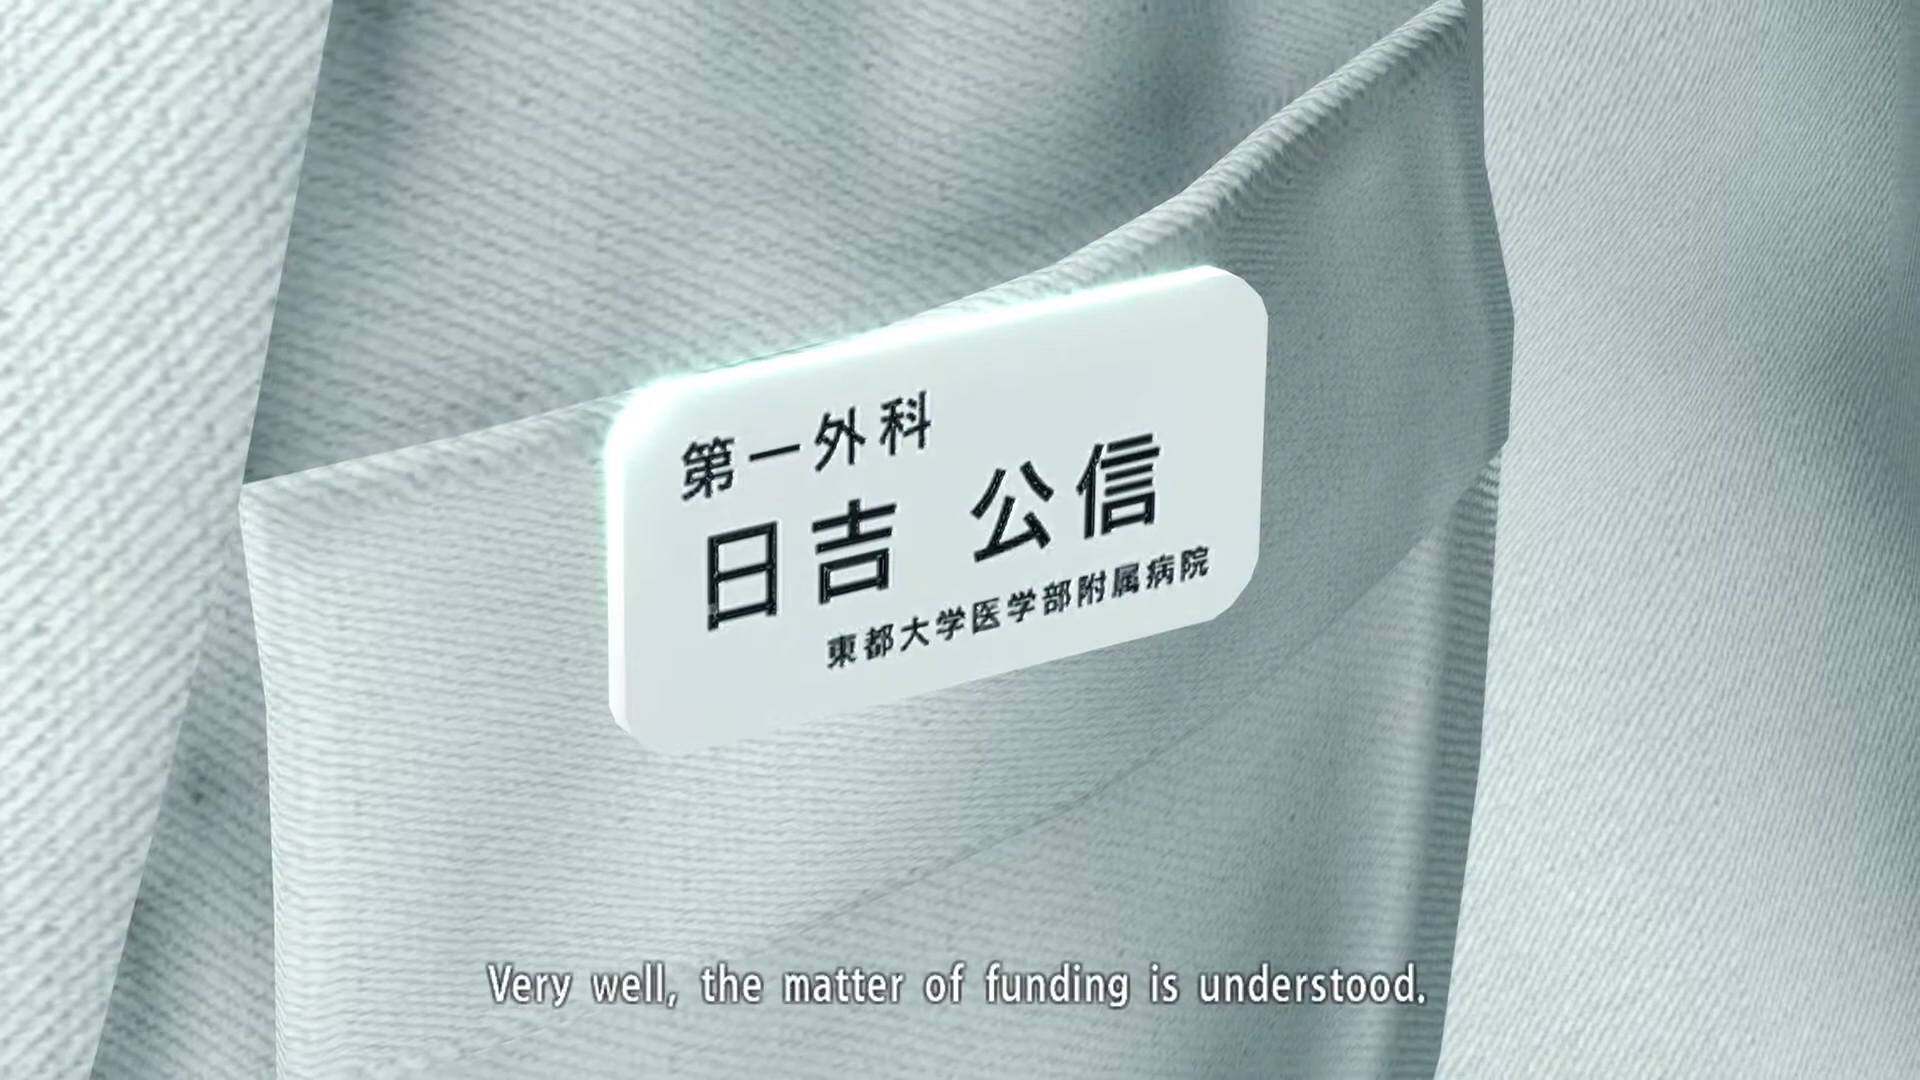 第一外科
日吉 公信
東都大学医学部附属病院
Very well, the matter of funding is understood.